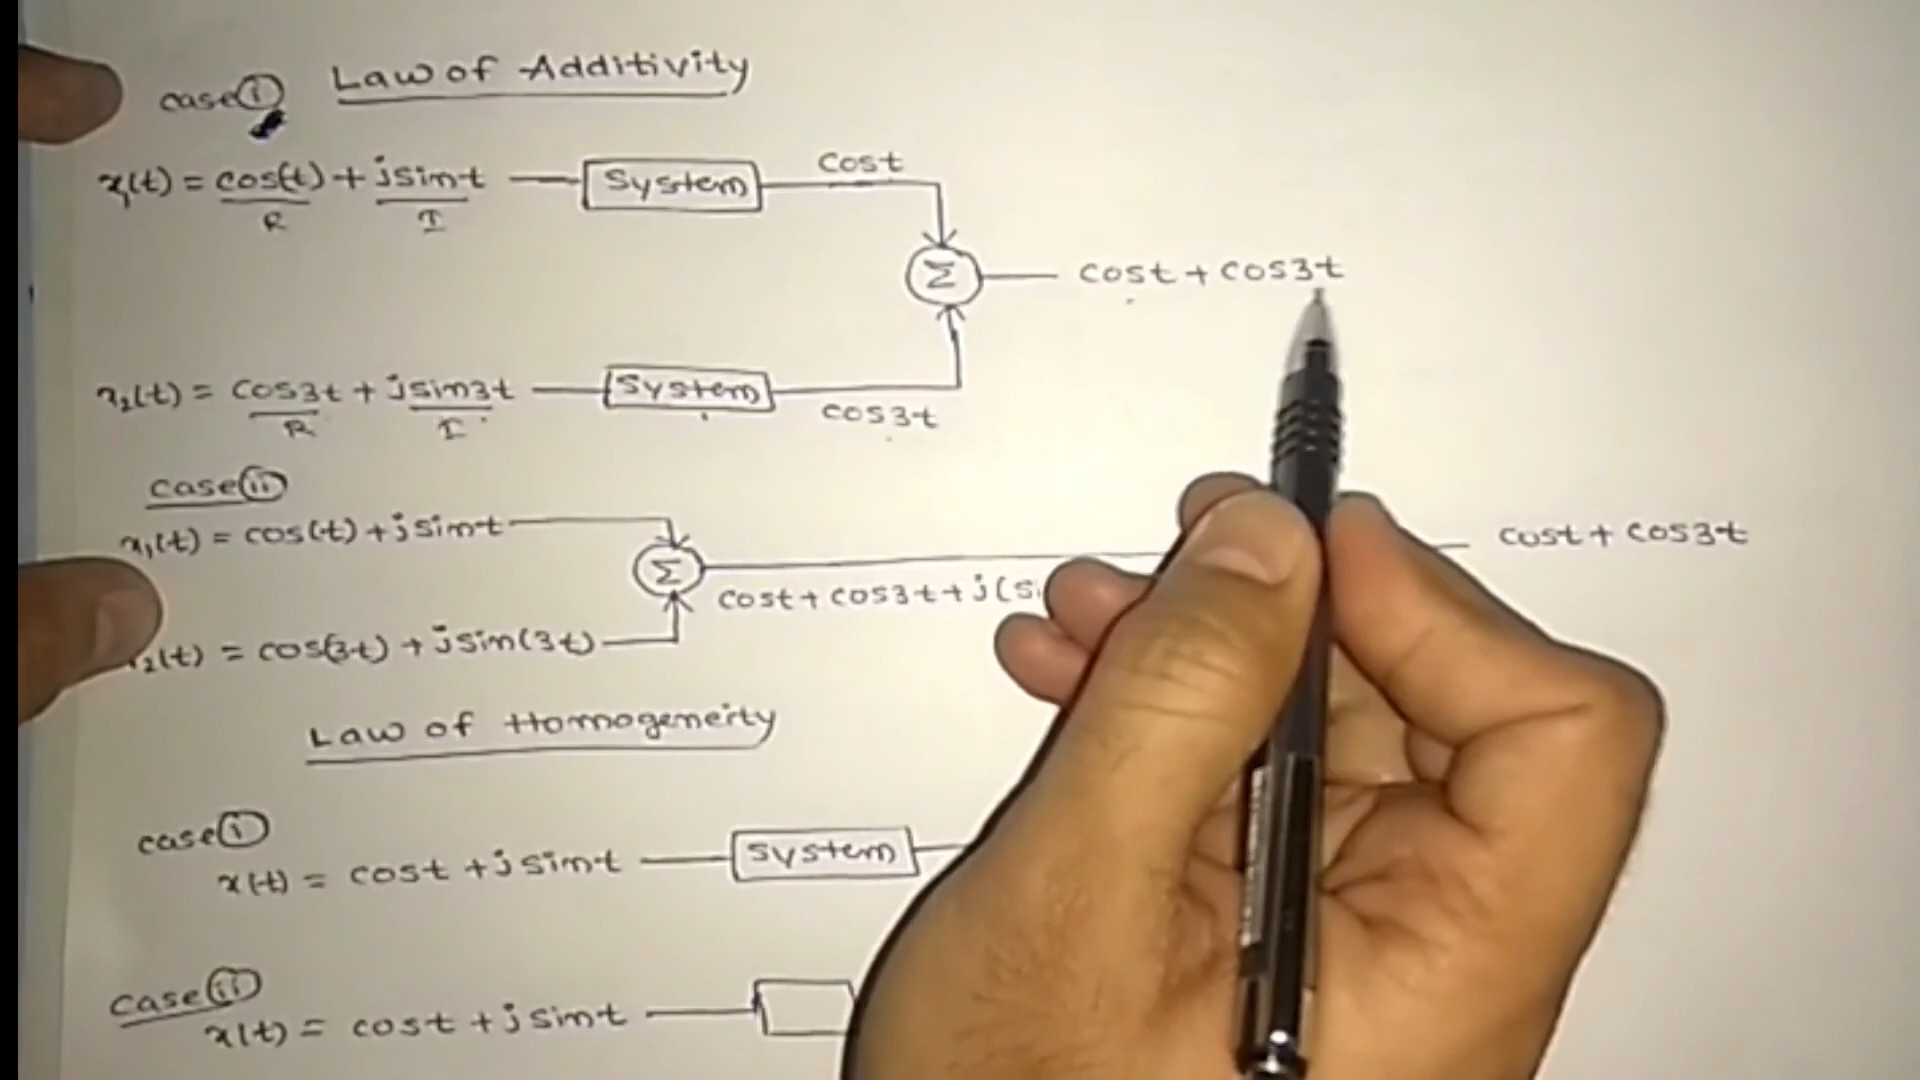 case(i) Law of Additivity
x₁(t) = cos(t) + jsint System cost
R I
Σ cost + cos3t
x₂(t) = cos3t + jsin3t System cos3t
R I
case(ii)
x₁(t) = cos(t) + jsint cost + cos3t
Σ
cost + cos3t + j(
₂(t) = cos(3t) + jsin(3t)
Law of Homogeneity
case(i)
x(t) = cost + jsint System
case(ii)
x(t) = cost + jsint